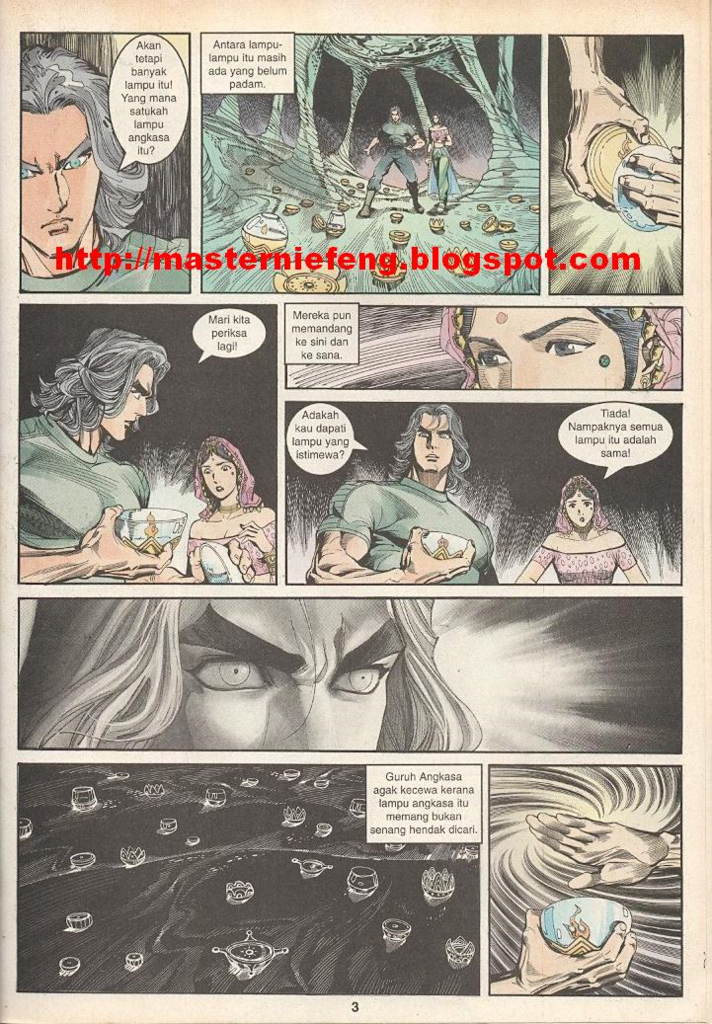 Akan
tetapi
banyak
lampu itu!
Yang mana
satukah
lampu
angkasa
itu?
Antara lampu-
lampu itu masih
ada yang belum
padam.
http://masterniefeng.blogspot.com
Mari kita
periksa
lagi!
Mereka pun
memandang
ke sini dan
ke sana.
Adakah
kau dapati
lampu yang
istimewa?
Tiada!
Nampaknya semua
lampu itu adalah
sama!
Guruh Angkasa
agak kecewa kerana
lampu angkasa itu
memang bukan
senang hendak dicari.
3